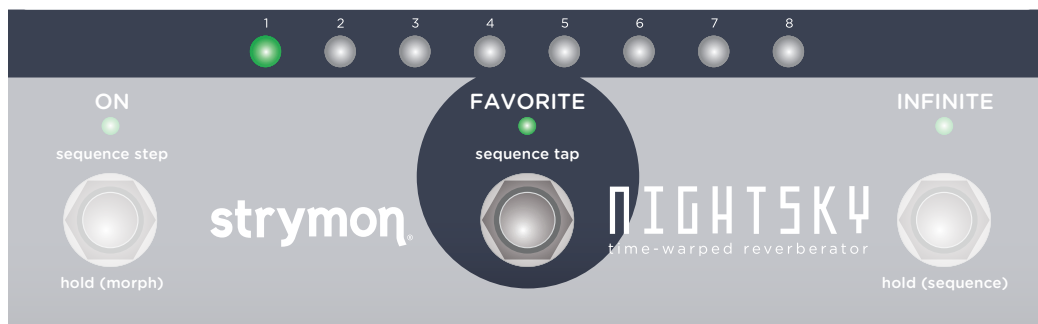 1 2 3 4 5 6 7 8
ON FAVORITE INFINITE
sequence step sequence tap
strymon® NIGHTSKY
time-warped reverberator
hold (morph) hold (sequence)